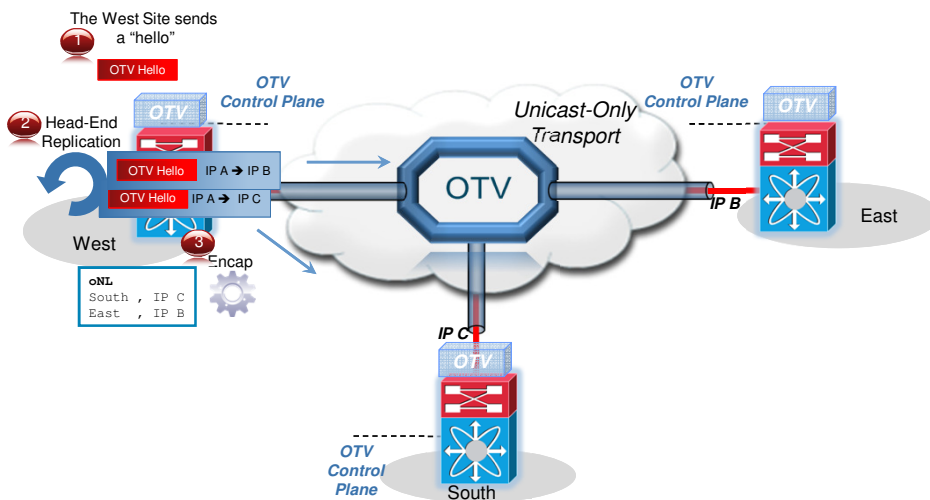 The West Site sends
a “hello”
1
OTV Hello
OTV
OTV
Control Plane
2
Head-End
Replication
OTV Hello IP A ➔ IP B
OTV Hello IP A ➔ IP C
West
3
Encap
oNL
South , IP C
East , IP B
Unicast-Only
Transport
OTV
OTV
Control Plane
OTV
IP B
East
IP C
OTV
OTV
Control
Plane
South